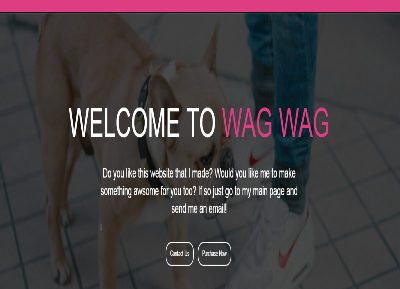 WELCOME TO WAG WAG
Do you like this website that I made? Would you like me to make
something awsome for you too? If so just go to my main page and
send me an email!
Contact Us Purchase Now